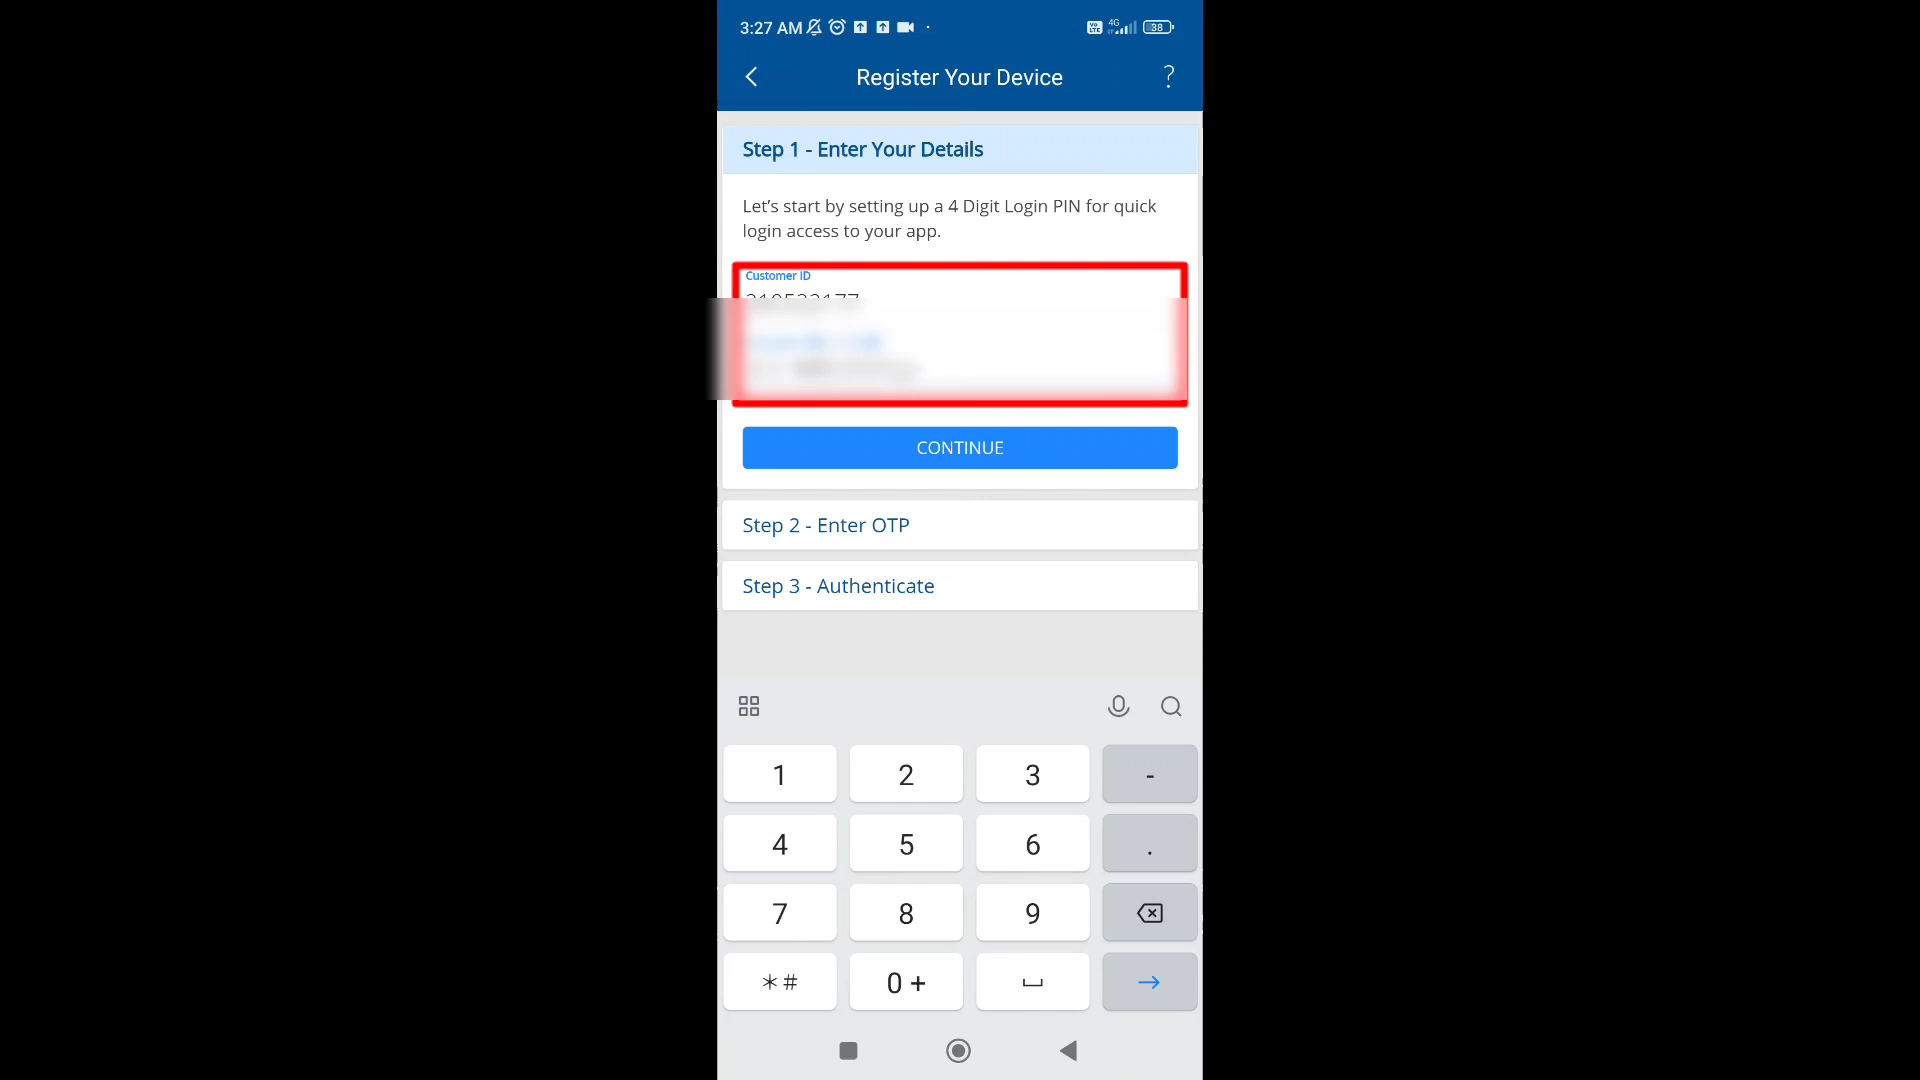 3:27 AM
4G
38
Register Your Device
?
Step 1 - Enter Your Details
Let's start by setting up a 4 Digit Login PIN for quick
login access to your app.
Customer ID
CONTINUE
Step 2 - Enter OTP
Step 3 - Authenticate
1 2 3 -
4 5 6 .
7 8 9
*# 0 +